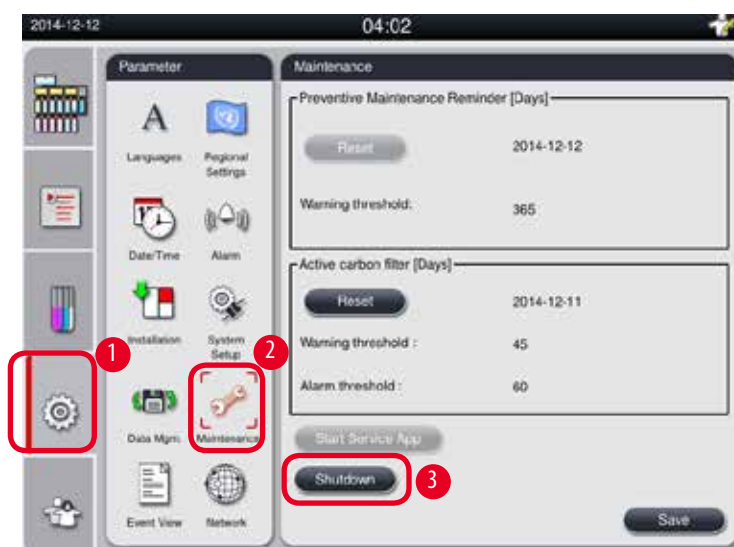 2014-12-12
04:02
Parameter
Languages
Regional Settings
Date/Time
Alarm
Installation
System Setup
Data Mgm.
Maintenance
Event View
Network
Maintenance
Preventive Maintenance Reminder [Days]
Reset
2014-12-12
Warning threshold:
365
Active carbon filter [Days]
Reset
2014-12-11
Warning threshold :
45
Alarm threshold :
60
Start Service App
Shutdown
Save
1
2
3